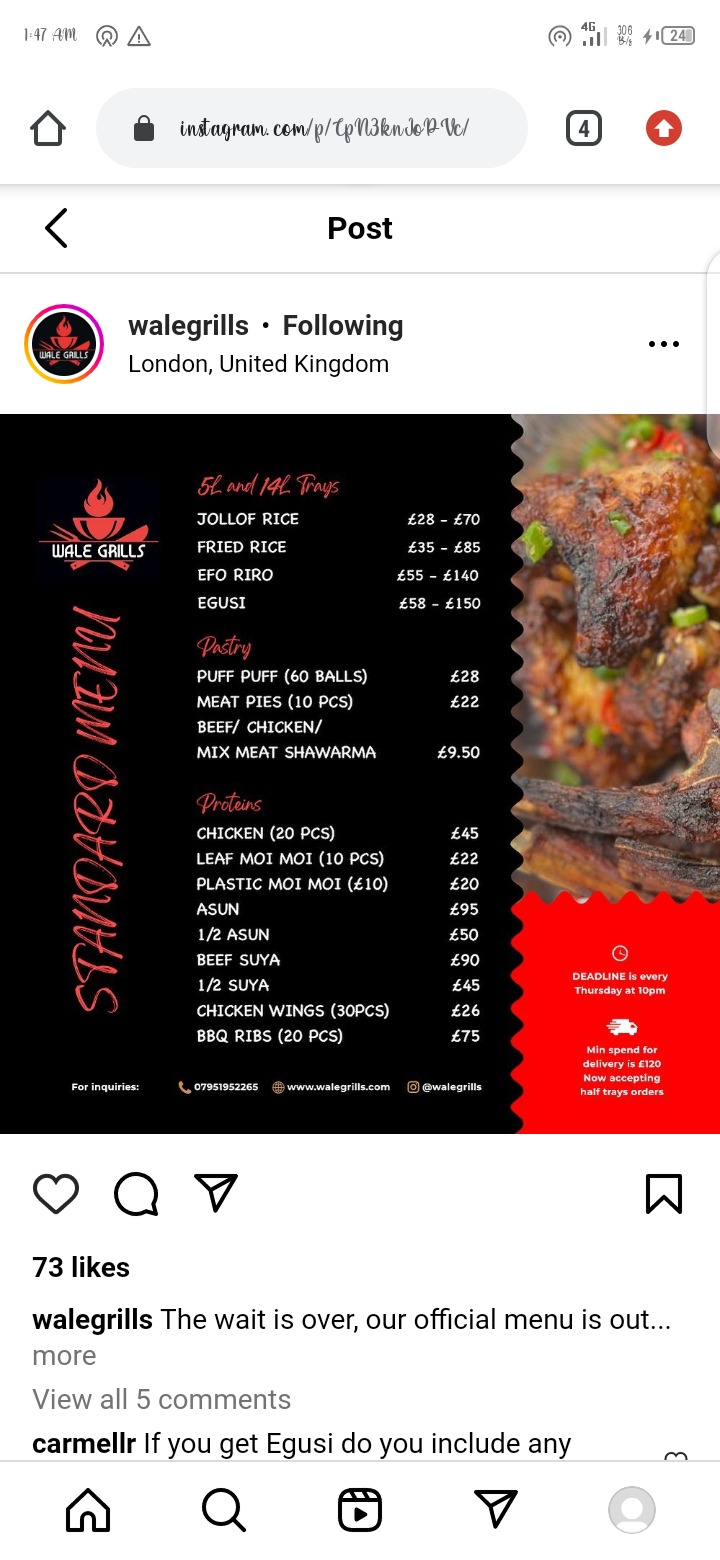 1:47 AM
4G
306
B/s
24
instagram.com/p/CpN3knJoDVc/
4
Post
walegrills • Following
London, United Kingdom
WALE GRILLS
WALE GRILLS
STANDARD MENU
5L and 14L Trays
JOLLOF RICE £28 - £70
FRIED RICE £35 - £85
EFO RIRO £55 - £140
EGUSI £58 - £150
Pastry
PUFF PUFF (60 BALLS) £28
MEAT PIES (10 PCS) £22
BEEF/ CHICKEN/
MIX MEAT SHAWARMA £9.50
Proteins
CHICKEN (20 PCS) £45
LEAF MOI MOI (10 PCS) £22
PLASTIC MOI MOI (£10) £20
ASUN £95
1/2 ASUN £50
BEEF SUYA £90
1/2 SUYA £45
CHICKEN WINGS (30PCS) £26
BBQ RIBS (20 PCS) £75
For inquiries: 07951952265 www.walegrills.com @walegrills
DEADLINE is every
Thursday at 10pm
Min spend for
delivery is £120
Now accepting
half trays orders
73 likes
walegrills The wait is over, our official menu is out...
more
View all 5 comments
carmellr If you get Egusi do you include any